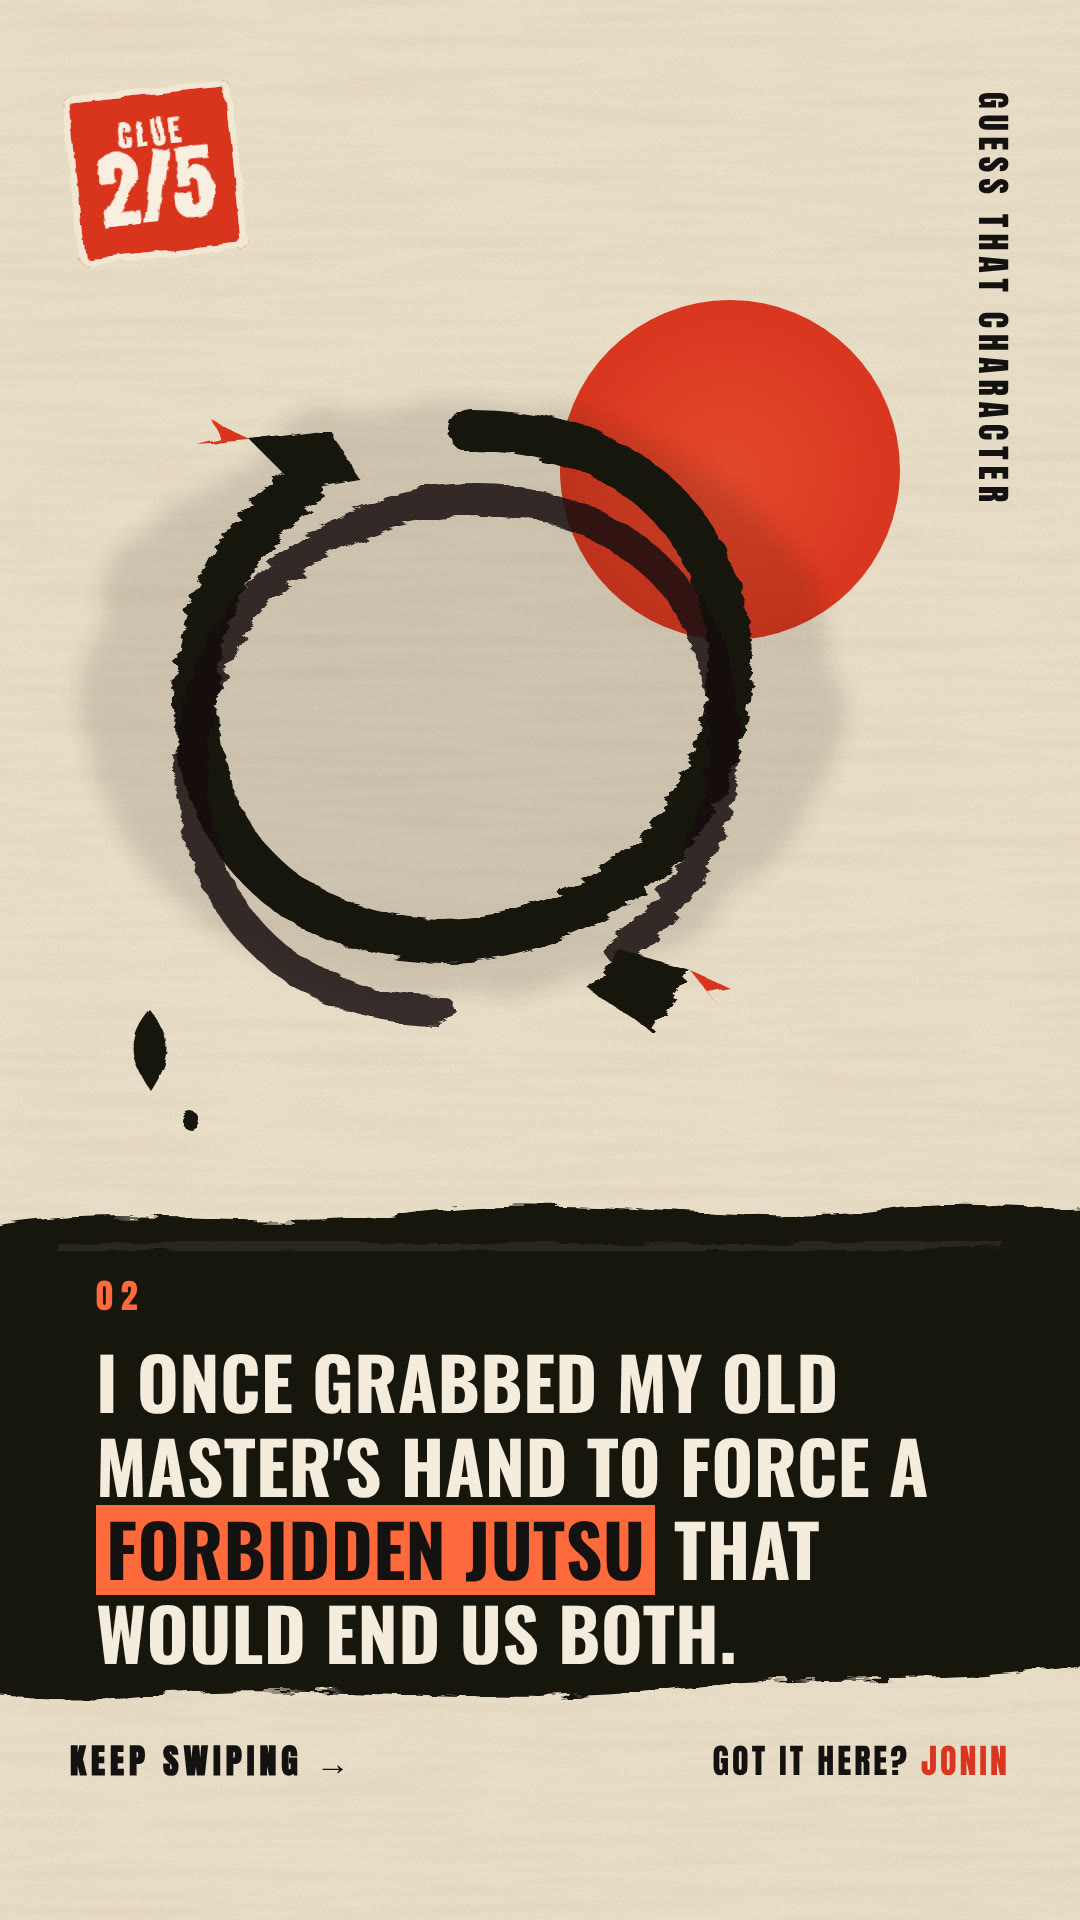 CLUE
2/5
GUESS THAT CHARACTER
02
I ONCE GRABBED MY OLD
MASTER'S HAND TO FORCE A
FORBIDDEN JUTSU THAT
WOULD END US BOTH.
KEEP SWIPING →
GOT IT HERE? JONIN